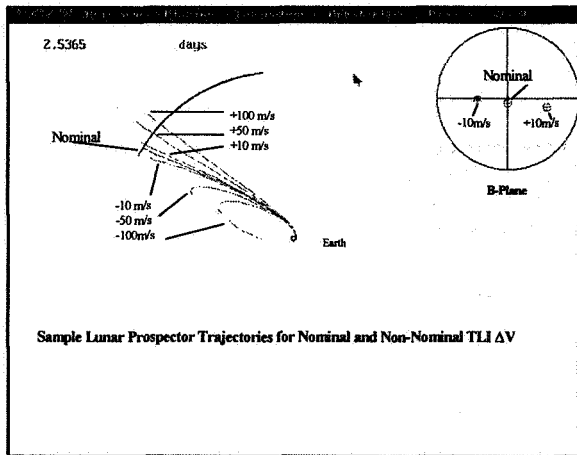 2.5365 days
Nominal
+100 m/s
+50 m/s
+10 m/s
-10 m/s
-50 m/s
-100m/s
Earth
Nominal
-10m/s
+10m/s
B-Plane
Sample Lunar Prospector Trajectories for Nominal and Non-Nominal TLI ΔV